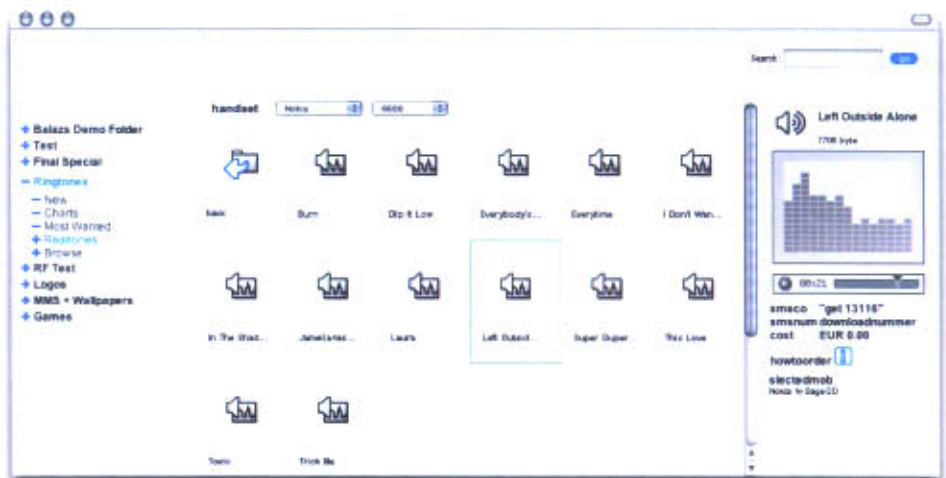 Search:
handset Nokia 6600
Balazs Demo Folder
Test
Final Special
Ringtones
New
Charts
Most Wanted
Realtones
Browse
RF Test
Logos
MMS + Wallpapers
Games
back Burn Dip It Low Everybody's... Everytime I Don't Wan...
In The Shad... Laura Left Outsid... Super Duper... This Love
Toxic Trick Me
Left Outside Alone
7708 byte
00:21
smsco "get 13116"
smsnum downloadnummer
cost EUR 0.00
howtoorder
slectedmob